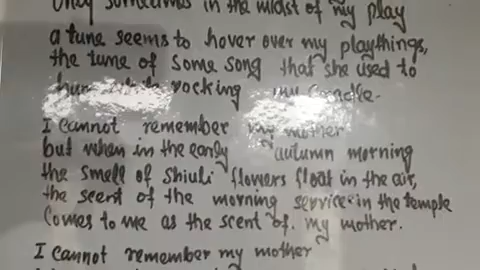 Only sometimes in the midst of my play
a tune seems to hover over my playthings,
the tune of some song that she used to
hum while rocking my Cradle.
I cannot remember my mother
but when in the early autumn morning
the smell of Shiuli flowers float in the air,
the scent of the morning service in the temple
Comes to me as the scent of. my mother.
I cannot remember my mother